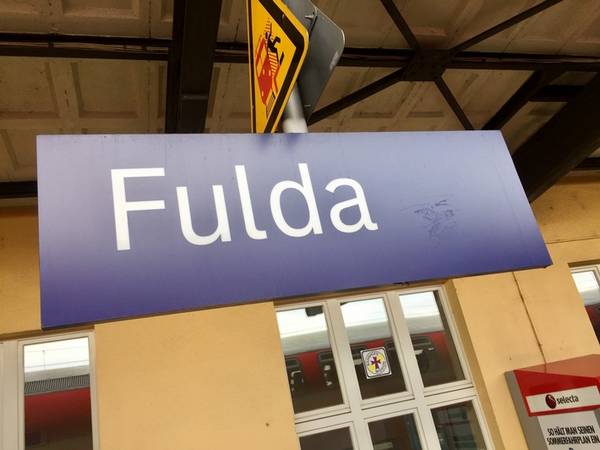 Fulda
selecta
SO HÄLT MAN SEINEN
SOMMERFAHRPLAN EIN.